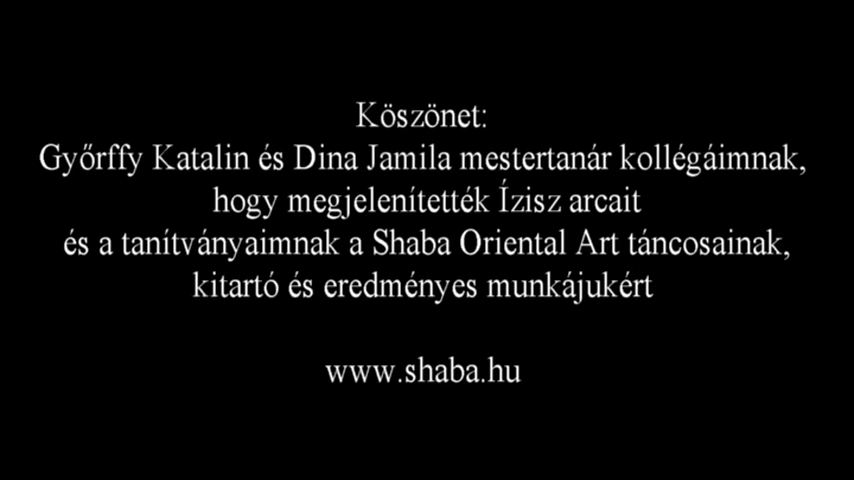 Köszönet:
Győrffy Katalin és Dina Jamila mestertanár kollégáimnak,
hogy megjelenítették Ízisz arcait
és a tanítványaimnak a Shaba Oriental Art táncosainak,
kitartó és eredményes munkájukért
www.shaba.hu